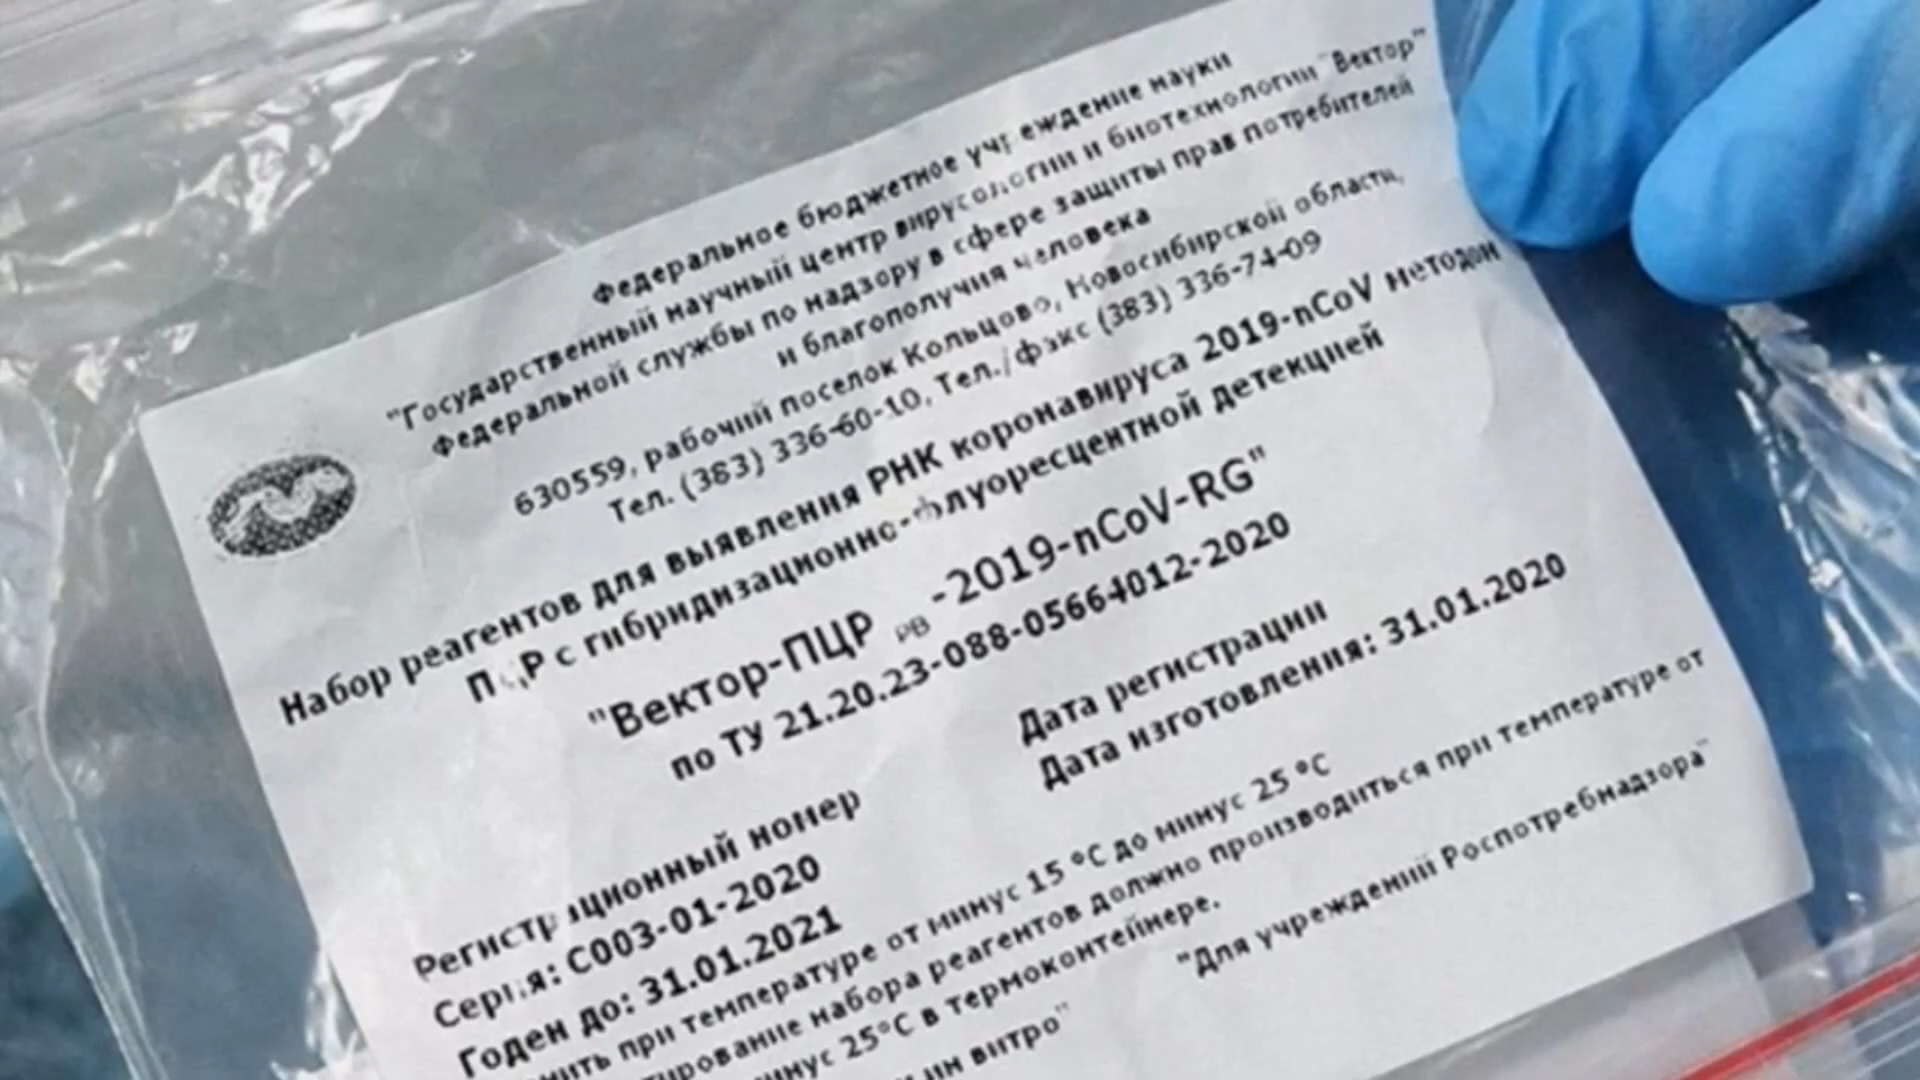 Федеральное бюджетное учреждение науки
"Государственный научный центр вирусологии и биотехнологии "Вектор"
Федеральной службы по надзору в сфере защиты прав потребителей
и благополучия человека
630559, рабочий поселок Кольцово, Новосибирской области,
Тел. (383) 336-60-10, Тел./факс (383) 336-74-09
Набор реагентов для выявления РНК коронавируса 2019-nCoV методом
ПЦР с гибридизационно-флуоресцентной детекцией
"Вектор-ПЦР РВ -2019-nCoV-RG"
по ТУ 21.20.23-088-05664012-2020
Дата регистрации
Дата изготовления: 31.01.2020
Регистрационный номер
Серия: С003-01-2020
Годен до: 31.01.2021
при температуре от минус 15 °С до минус 25 °С
набора реагентов должно производиться при температуре от
25°С в термоконтейнере.
ин витро"
"Для учреждений Роспотребнадзора"